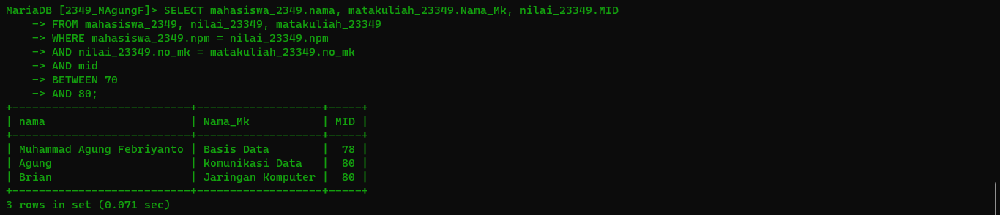 MariaDB [2349_MAgungF]> SELECT mahasiswa_2349.nama, matakuliah_23349.Nama_Mk, nilai_23349.MID
    -> FROM mahasiswa_2349, nilai_23349, matakuliah_23349
    -> WHERE mahasiswa_2349.npm = nilai_23349.npm
    -> AND nilai_23349.no_mk = matakuliah_23349.no_mk
    -> AND mid
    -> BETWEEN 70
    -> AND 80;
+---------------------------+-------------------+-----+
| nama                      | Nama_Mk           | MID |
+---------------------------+-------------------+-----+
| Muhammad Agung Febriyanto | Basis Data        |  78 |
| Agung                     | Komunikasi Data   |  80 |
| Brian                     | Jaringan Komputer |  80 |
+---------------------------+-------------------+-----+
3 rows in set (0.071 sec)